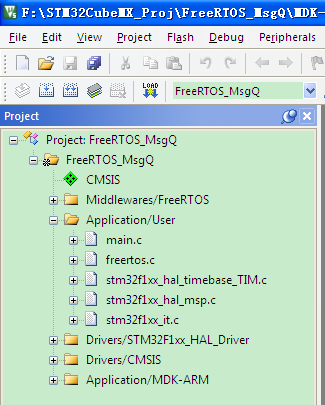 F:\STM32CubeMX_Proj\FreeRTOS_MsgQ\MDK-
File Edit View Project Flash Debug Peripherals
LOAD FreeRTOS_MsgQ
Project
Project: FreeRTOS_MsgQ
FreeRTOS_MsgQ
CMSIS
Middlewares/FreeRTOS
Application/User
main.c
freertos.c
stm32f1xx_hal_timebase_TIM.c
stm32f1xx_hal_msp.c
stm32f1xx_it.c
Drivers/STM32F1xx_HAL_Driver
Drivers/CMSIS
Application/MDK-ARM